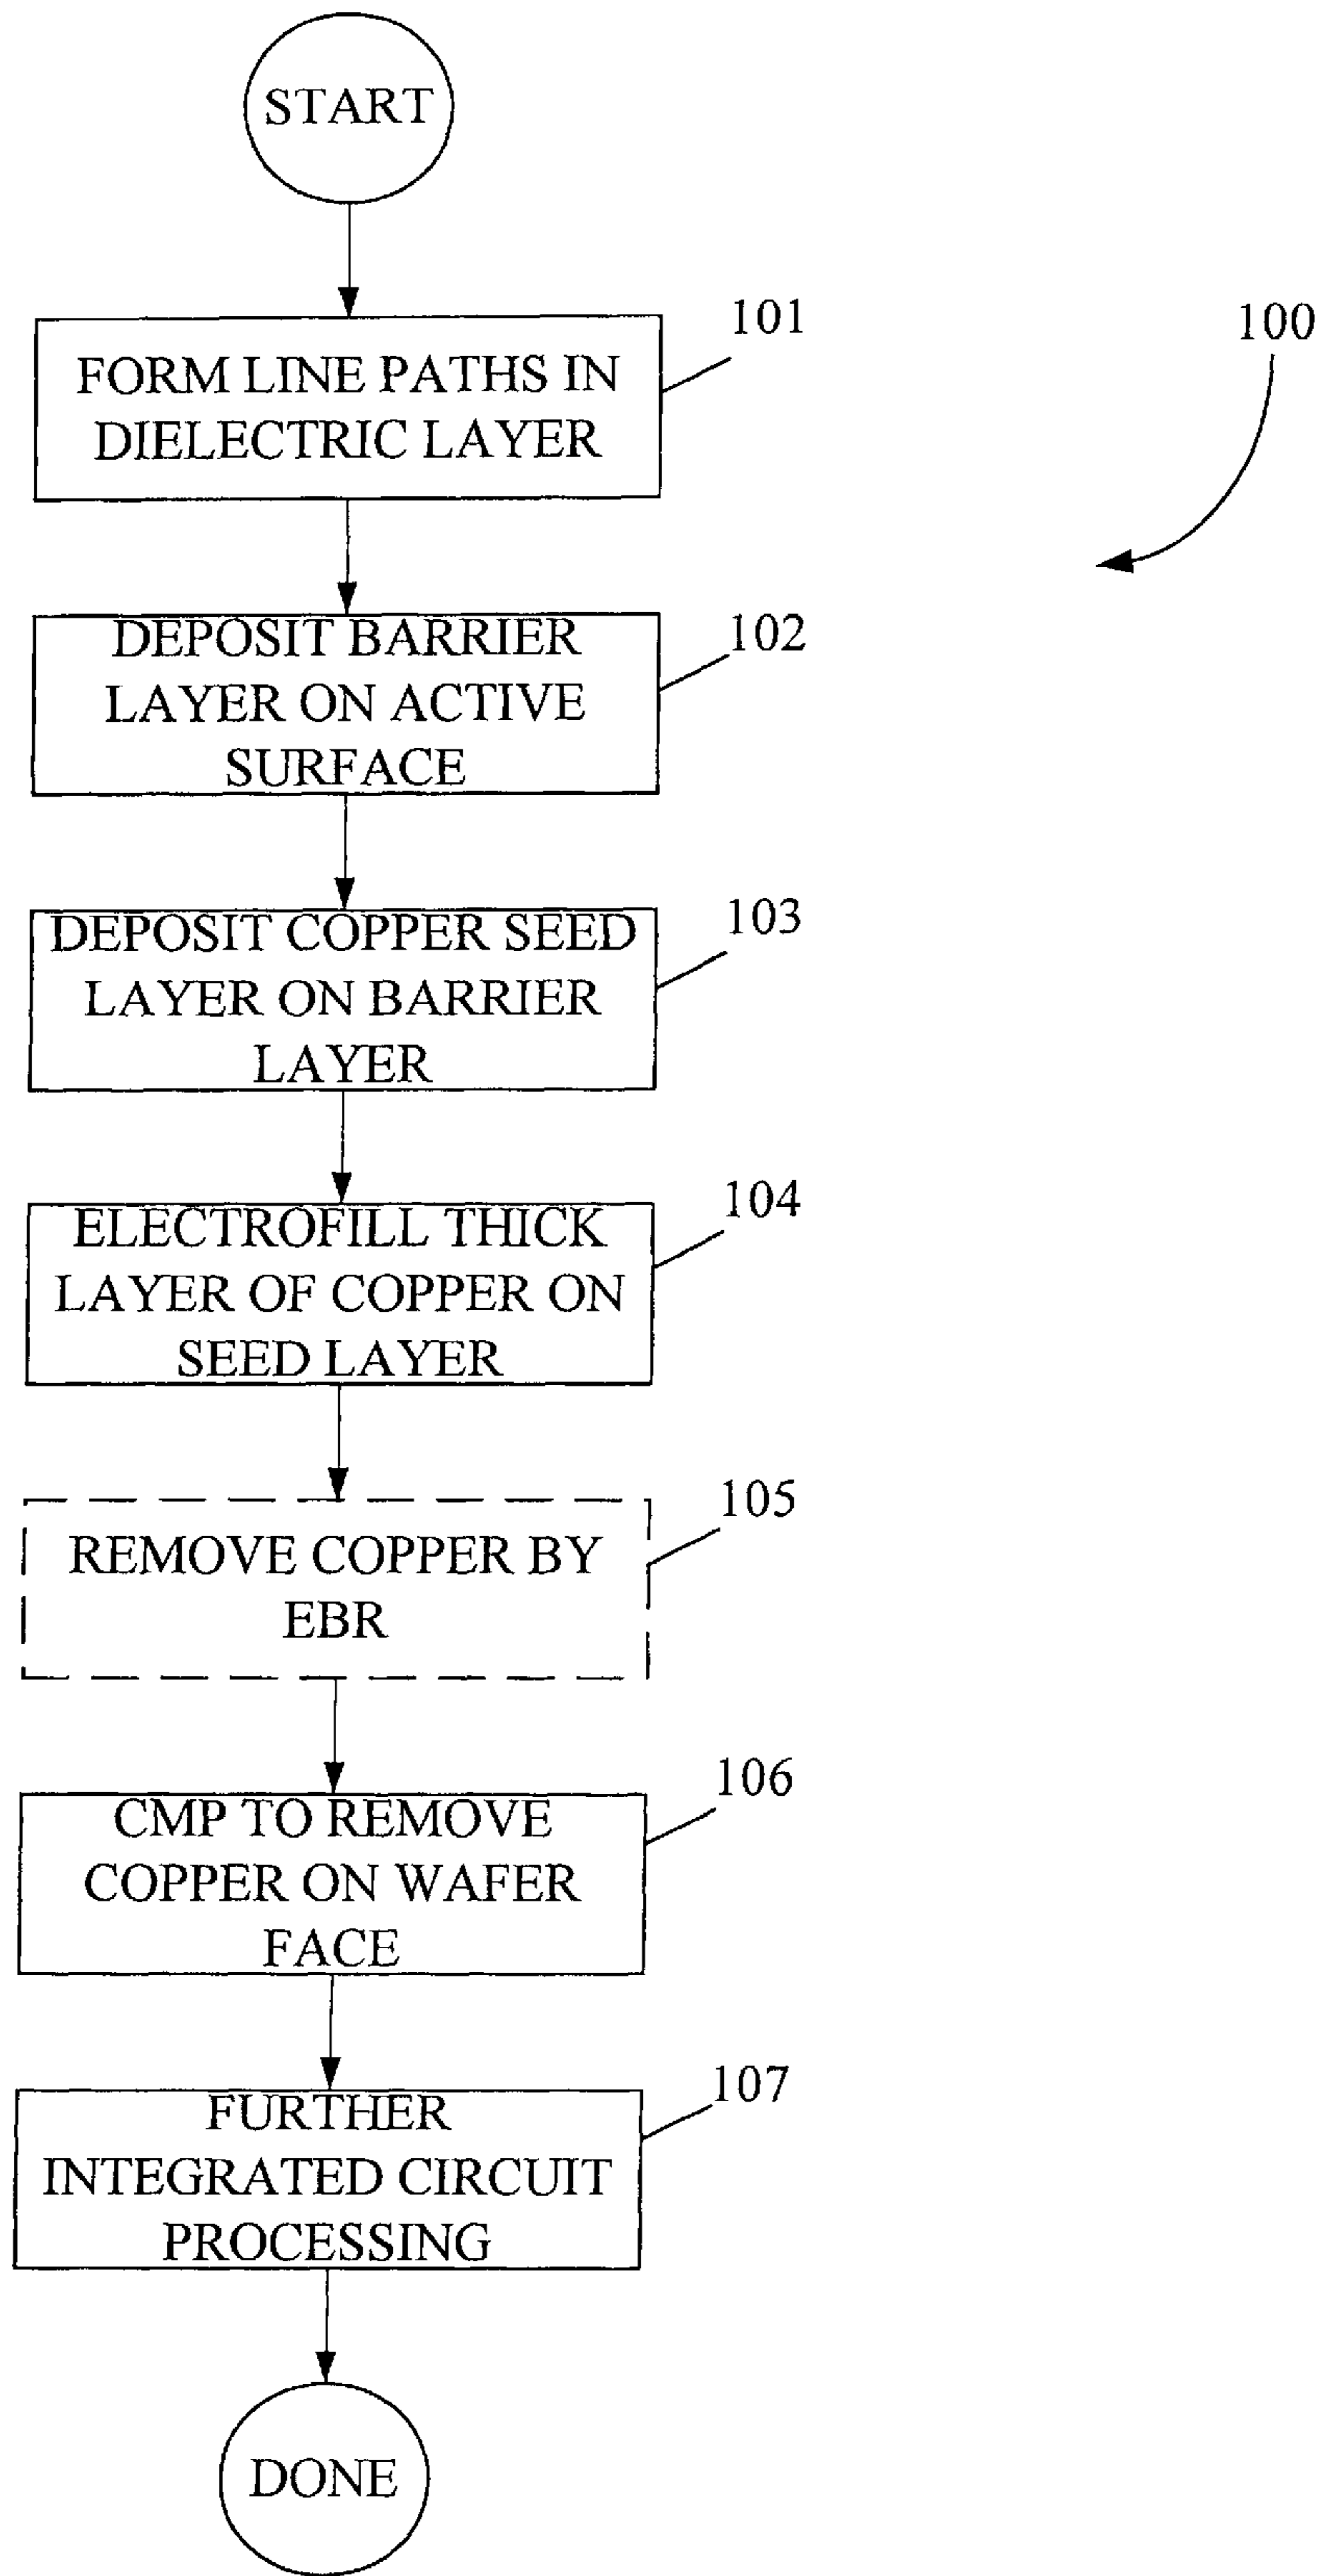 START
101
100
FORM LINE PATHS IN
DIELECTRIC LAYER
102
DEPOSIT BARRIER
LAYER ON ACTIVE
SURFACE
103
DEPOSIT COPPER SEED
LAYER ON BARRIER
LAYER
104
ELECTROFILL THICK
LAYER OF COPPER ON
SEED LAYER
105
REMOVE COPPER BY
EBR
106
CMP TO REMOVE
COPPER ON WAFER
FACE
107
FURTHER
INTEGRATED CIRCUIT
PROCESSING
DONE